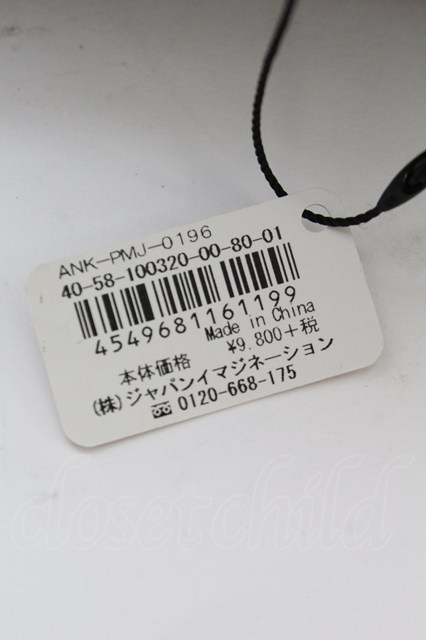 ANK-PMJ-0196
40-58-100320-00-80-01
4549681161199
Made in China
本体価格 ¥9,800+税
(株)ジャパンイマジネーション
0120-668-175
closetchild